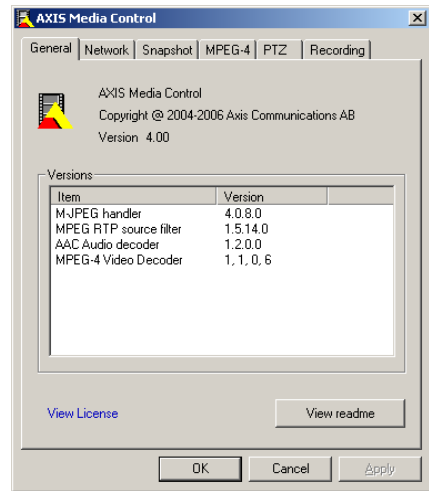 AXIS Media Control
General Network Snapshot MPEG-4 PTZ Recording
AXIS Media Control
Copyright @ 2004-2006 Axis Communications AB
Version 4.00
Versions
Item Version
M-JPEG handler 4.0.8.0
MPEG RTP source filter 1.5.14.0
AAC Audio decoder 1.2.0.0
MPEG-4 Video Decoder 1, 1, 0, 6
View License View readme
OK Cancel Apply